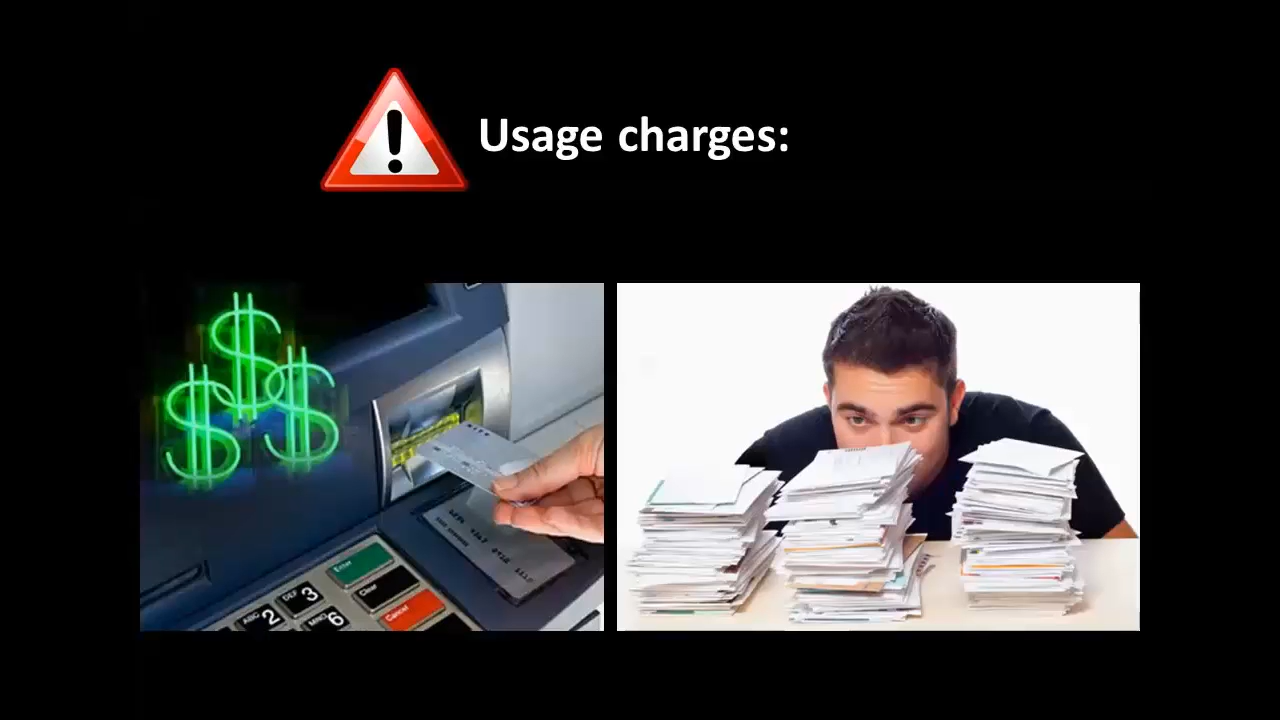 Usage charges:
$
$ $
Enter
Clear
Cancel
ABC 2
DEF 3
MNO 6